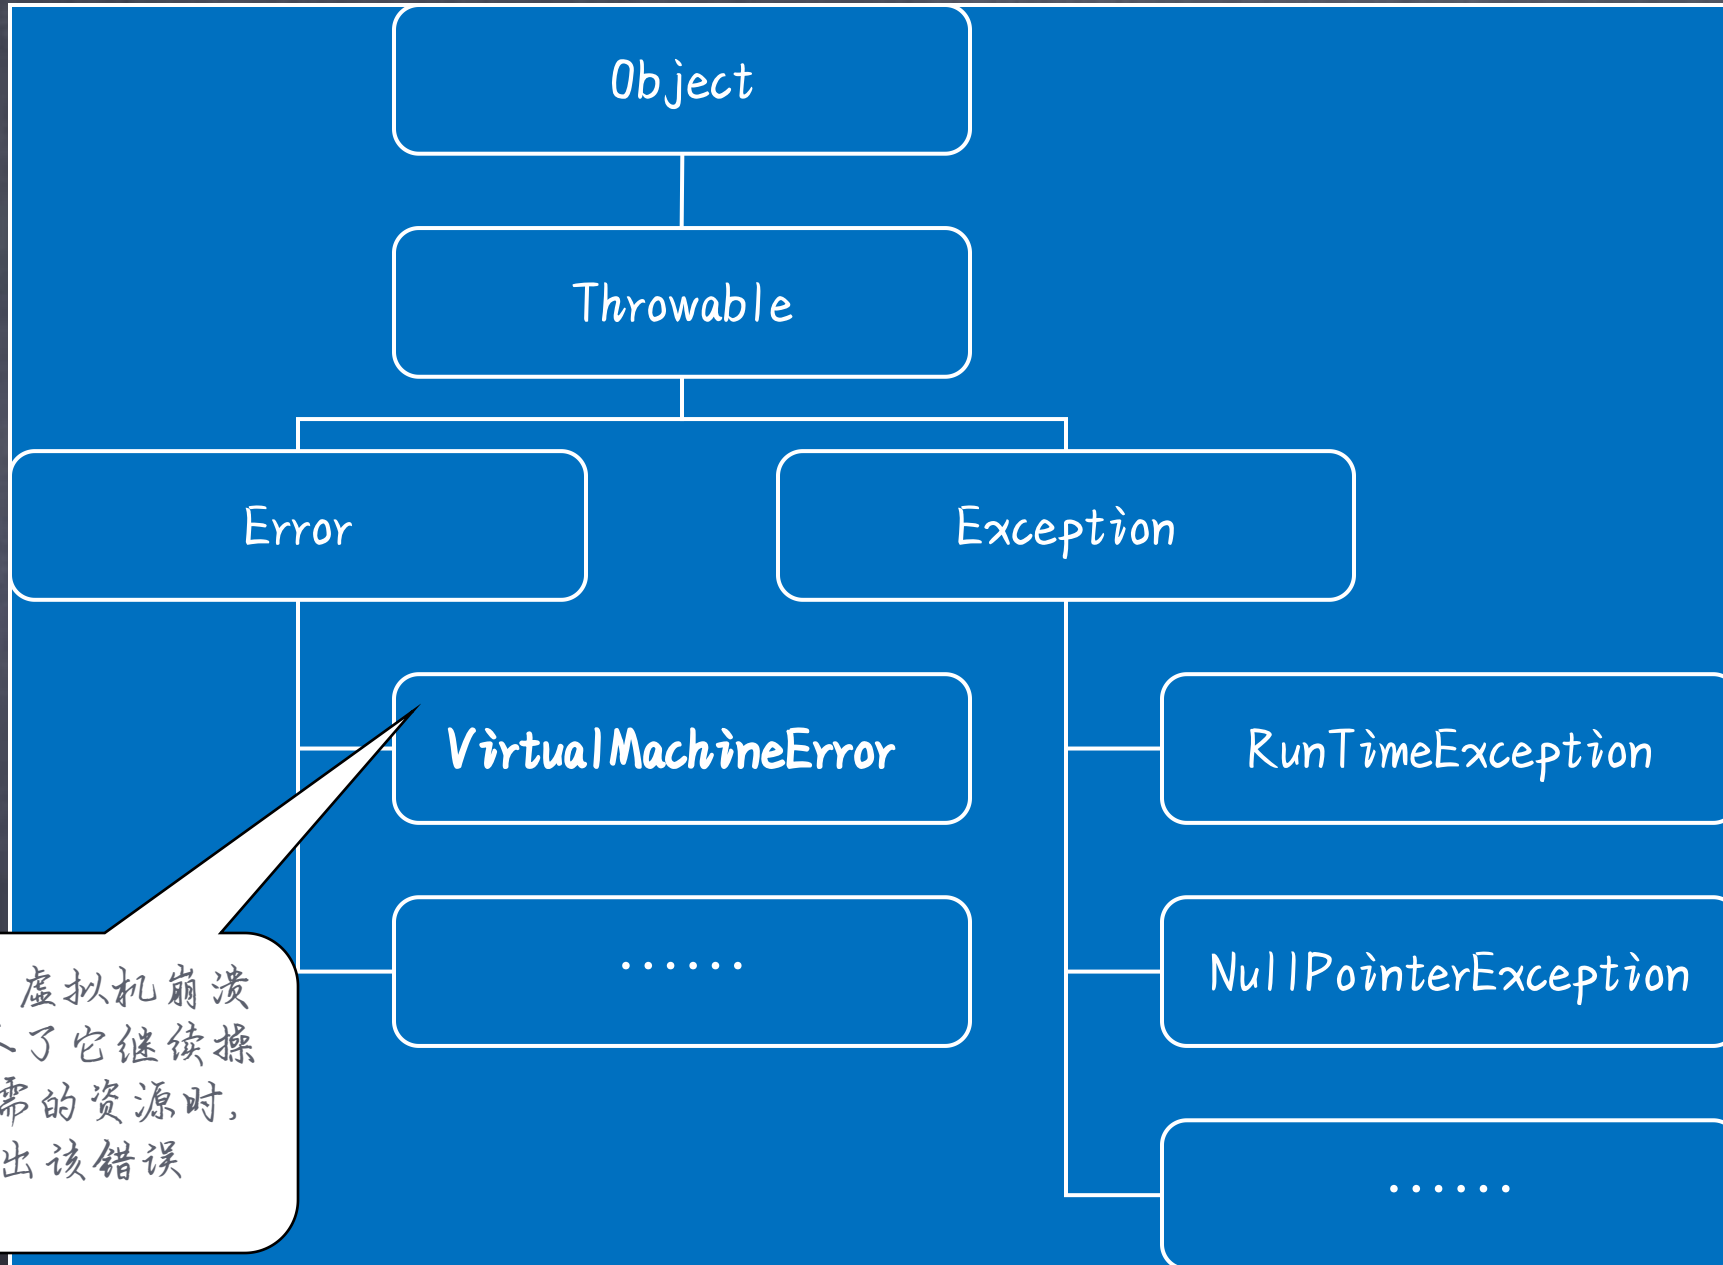 Object
Throwable
Error
Exception
VirtualMachineError
RunTimeException
......
NullPointerException
虚拟机崩溃
了它继续操
需的资源时,
出该错误
......